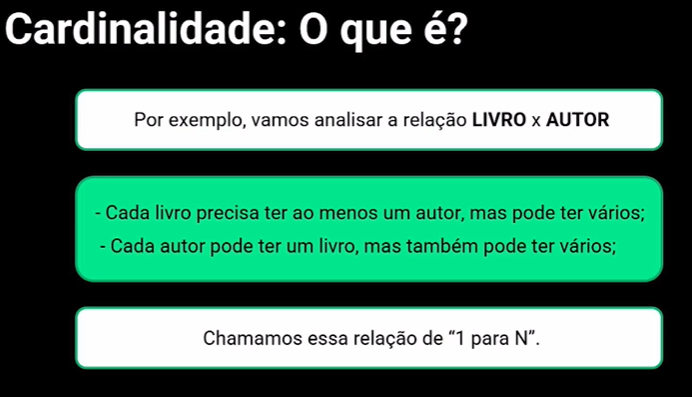 Cardinalidade: O que é?
Por exemplo, vamos analisar a relação LIVRO x AUTOR
- Cada livro precisa ter ao menos um autor, mas pode ter vários;
- Cada autor pode ter um livro, mas também pode ter vários;
Chamamos essa relação de “1 para N”.